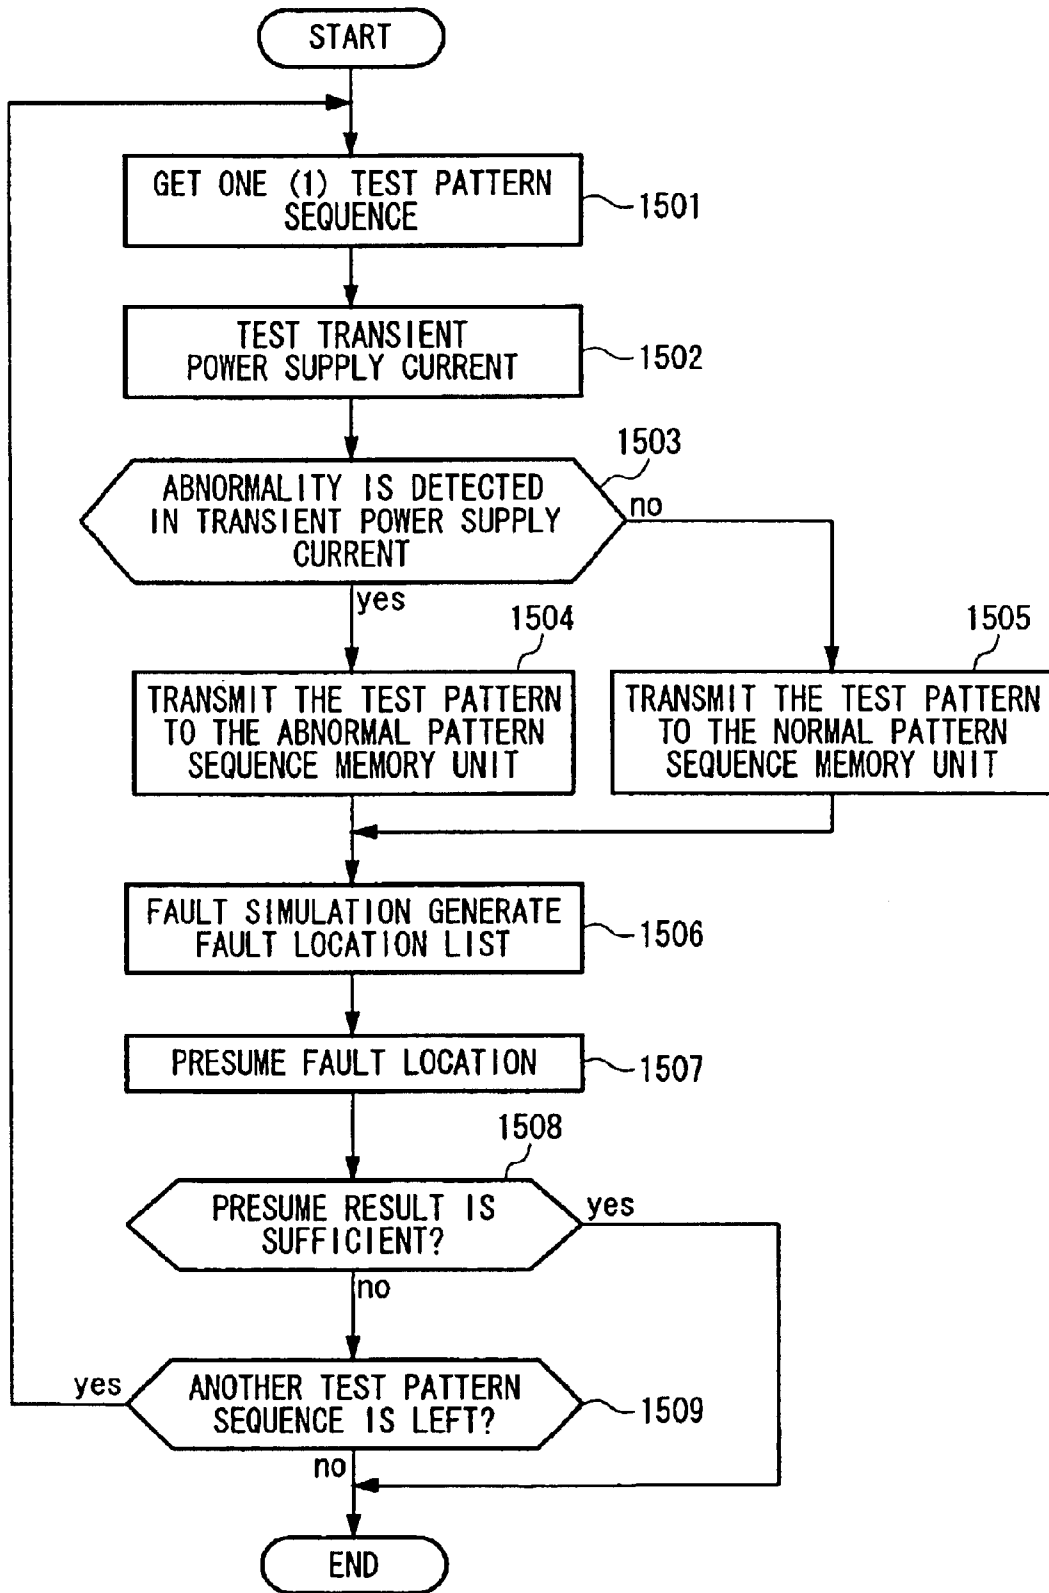 START
GET ONE (1) TEST PATTERN
SEQUENCE
1501
TEST TRANSIENT
POWER SUPPLY CURRENT
1502
1503
ABNORMALITY IS DETECTED
IN TRANSIENT POWER SUPPLY
CURRENT
no
yes
1504
1505
TRANSMIT THE TEST PATTERN
TO THE ABNORMAL PATTERN
SEQUENCE MEMORY UNIT
TRANSMIT THE TEST PATTERN
TO THE NORMAL PATTERN
SEQUENCE MEMORY UNIT
FAULT SIMULATION GENERATE
FAULT LOCATION LIST
1506
PRESUME FAULT LOCATION
1507
1508
PRESUME RESULT IS
SUFFICIENT?
yes
no
yes
ANOTHER TEST PATTERN
SEQUENCE IS LEFT?
1509
no
END